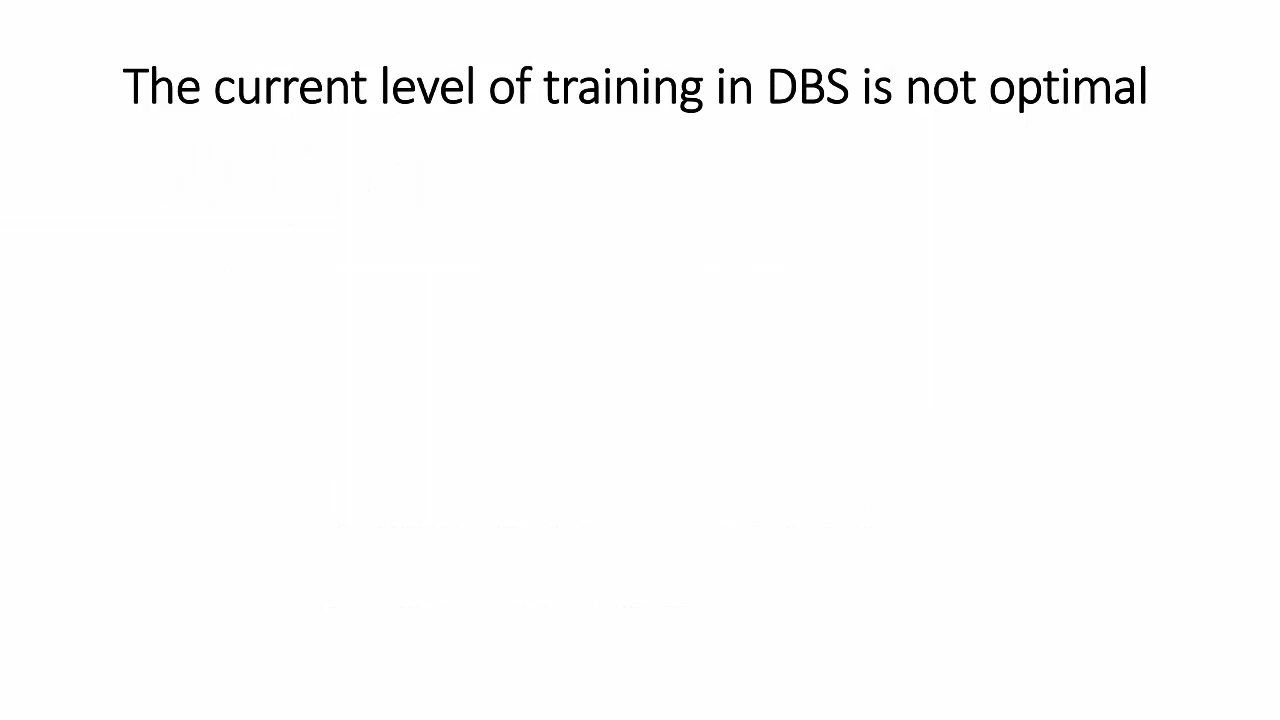 The current level of training in DBS is not optimal